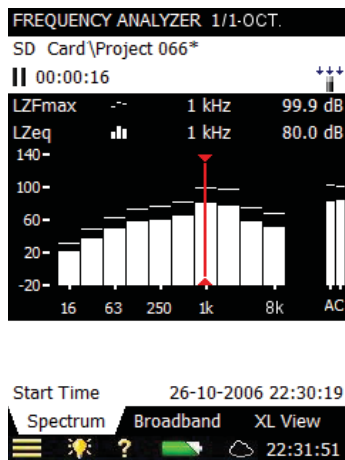 FREQUENCY ANALYZER 1/1-OCT.
SD Card\Project 066*
00:00:16
LZFmax 1 kHz 99.9 dB
LZeq 1 kHz 80.0 dB
140
100
60
20
-20
16 63 250 1k 8k AC
Start Time 26-10-2006 22:30:19
Spectrum Broadband XL View
? 22:31:51